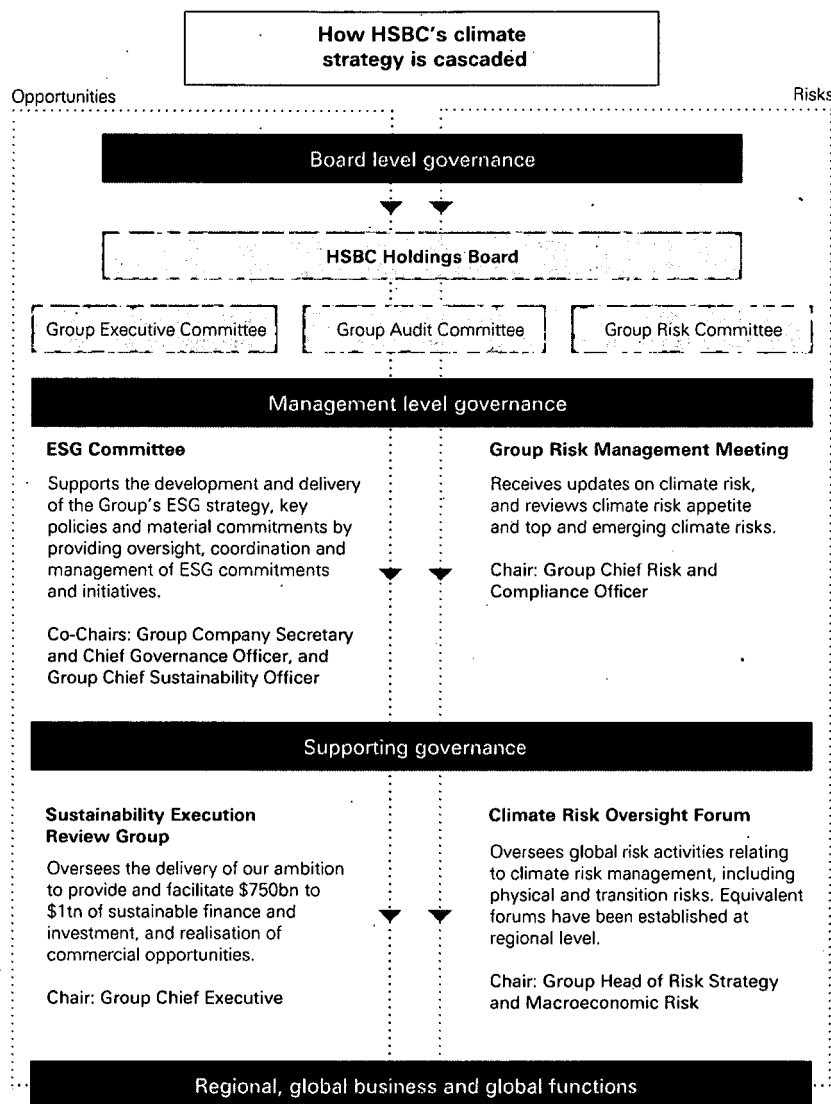 How HSBC's climate
strategy is cascaded
Opportunities
Risks
Board level governance
HSBC Holdings Board
Group Executive Committee
Group Audit Committee
Group Risk Committee
Management level governance
ESG Committee
Supports the development and delivery
of the Group's ESG strategy, key
policies and material commitments by
providing oversight, coordination and
management of ESG commitments
and initiatives.
Co-Chairs: Group Company Secretary
and Chief Governance Officer, and
Group Chief Sustainability Officer
Group Risk Management Meeting
Receives updates on climate risk,
and reviews climate risk appetite
and top and emerging climate risks.
Chair: Group Chief Risk and
Compliance Officer
Supporting governance
Sustainability Execution
Review Group
Oversees the delivery of our ambition
to provide and facilitate $750bn to
$1tn of sustainable finance and
investment, and realisation of
commercial opportunities.
Chair: Group Chief Executive
Climate Risk Oversight Forum
Oversees global risk activities relating
to climate risk management, including
physical and transition risks. Equivalent
forums have been established at
regional level.
Chair: Group Head of Risk Strategy
and Macroeconomic Risk
Regional, global business and global functions